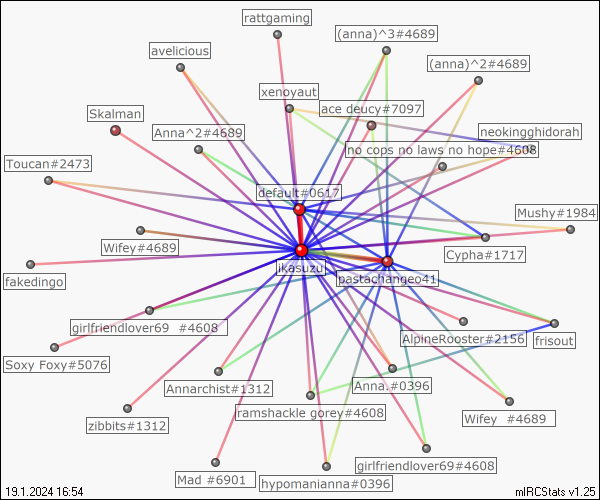 rattgaming
(anna)^3#4689
avelicious
(anna)^2#4689
xenoyaut
ace deucy#7097
Skalman
Anna^2#4689
neokingghidorah
no cops no laws no hope#4608
Toucan#2473
default#0617
Mushy#1984
Wifey#4689
Cypha#1717
ikasuzu
fakedingo
pastachangeo41
girlfriendlover69 #4608
AlpineRooster#2156
frisout
Soxy Foxy#5076
Annarchist#1312
Anna.#0396
ramshackle gorey#4608
Wifey #4689
zibbits#1312
girlfriendlover69#4608
Mad #6901
hypomanianna#0396
19.1.2024 16:54
mIRCStats v1.25